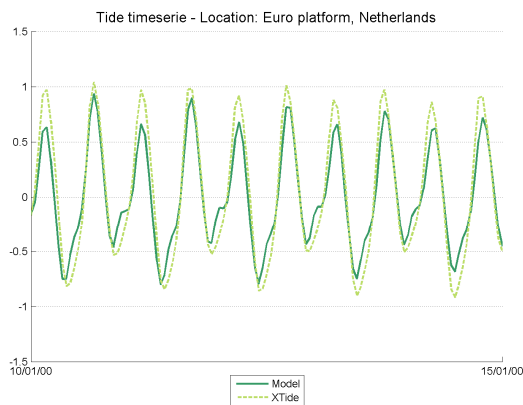 Tide timeserie - Location: Euro platform, Netherlands
1.5
1
0.5
0
-0.5
-1
-1.5
10/01/00 15/01/00
Model
XTide